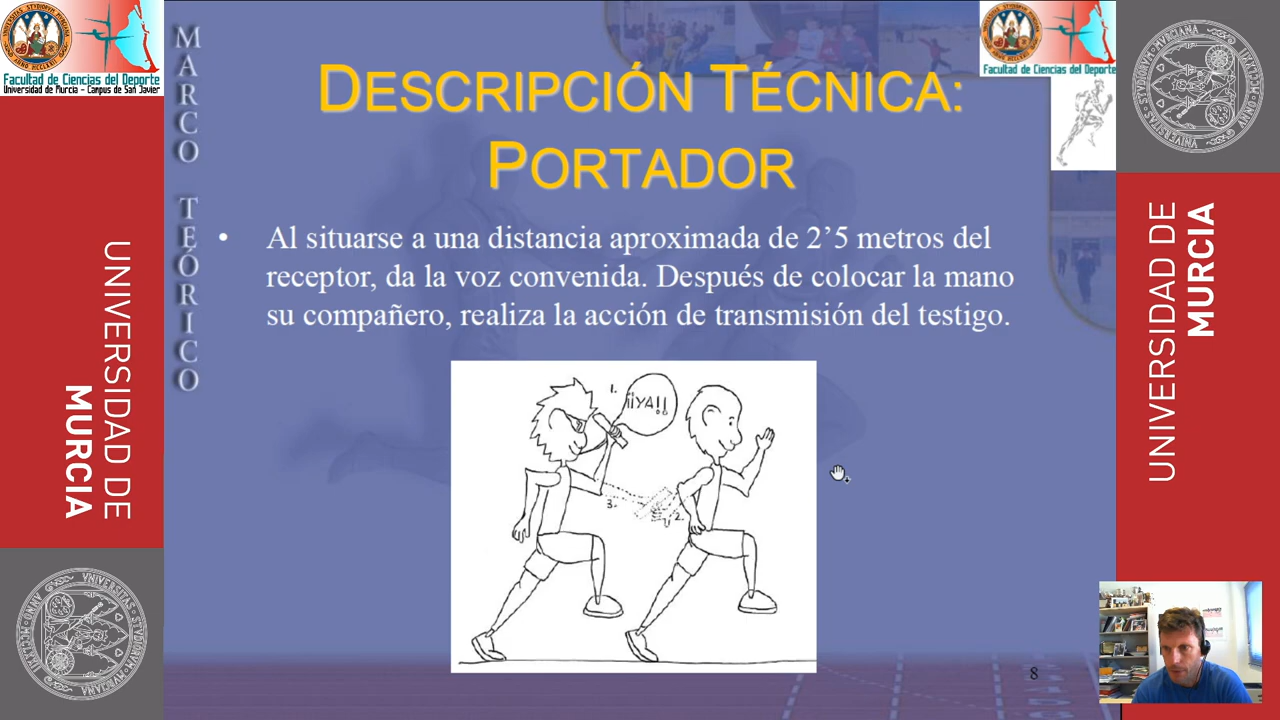 Facultad de Ciencias del Deporte
Universidad de Murcia - Campus de San Javier
MARCO TEÓRICO
Facultad de Ciencias del Deporte
DESCRIPCIÓN TÉCNICA:
PORTADOR
• Al situarse a una distancia aproximada de 2’5 metros del
receptor, da la voz convenida. Después de colocar la mano
su compañero, realiza la acción de transmisión del testigo.
1.
¡¡YA!!
3.
2.
8
UNIVERSIDAD DE
MURCIA
UNIVERSIDAD DE
MURCIA